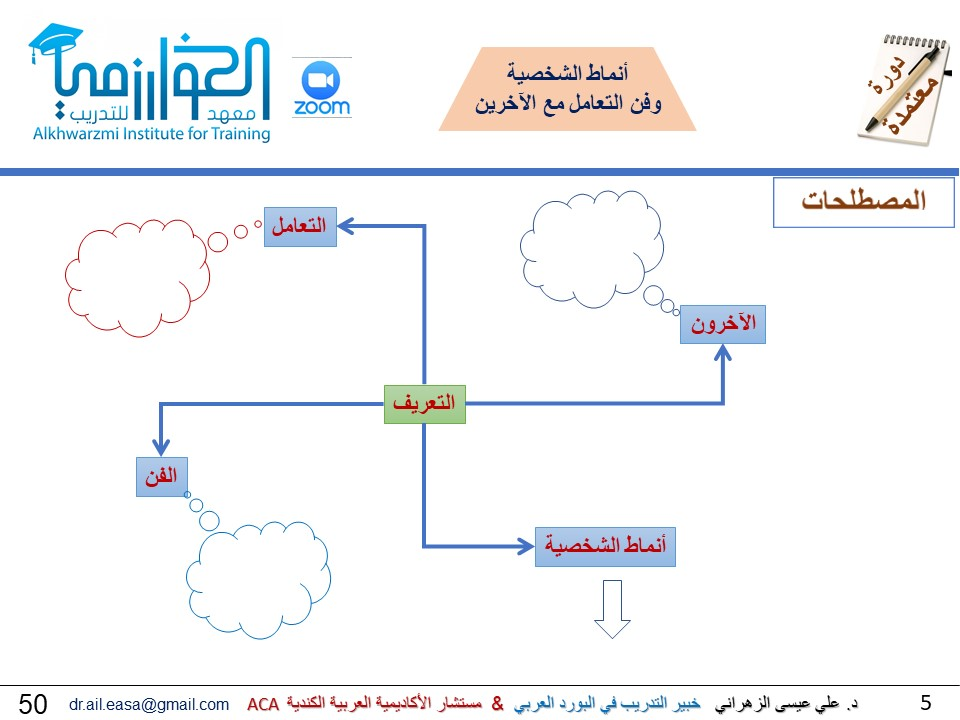 الخوارزمي
معهد للتدريب
Alkhwarzmi Institute for Training
zoom
أنماط الشخصية
وفن التعامل مع الآخرين
دورة
معتمدة
المصطلحات
التعامل
الآخرون
التعريف
الفن
أنماط الشخصية
5
د. علي عيسى الزهراني خبير التدريب في البورد العربي & مستشار الأكاديمية العربية الكندية ACA
dr.ail.easa@gmail.com
50